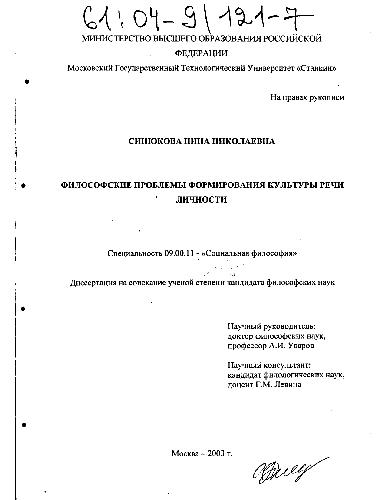 61:04-9/121-7
МИНИСТЕРСТВО ВЫСШЕГО ОБРАЗОВАНИЯ РОССИЙСКОЙ
ФЕДЕРАЦИИ
Московский Государственный Технологический Университет «Станкин»
На правах рукописи
СИНЮКОВА НИНА НИКОЛАЕВНА
ФИЛОСОФСКИЕ ПРОБЛЕМЫ ФОРМИРОВАНИЯ КУЛЬТУРЫ РЕЧИ
ЛИЧНОСТИ
Специальность 09.00.11 - «Социальная философия»
Диссертация на соискание ученой степени кандидата философских наук
Научный руководитель:
доктор философских наук,
профессор А.И. Уваров
Научный консультант:
кандидат филологических наук,
доцент Г.М. Левина
Москва – 2003 г.